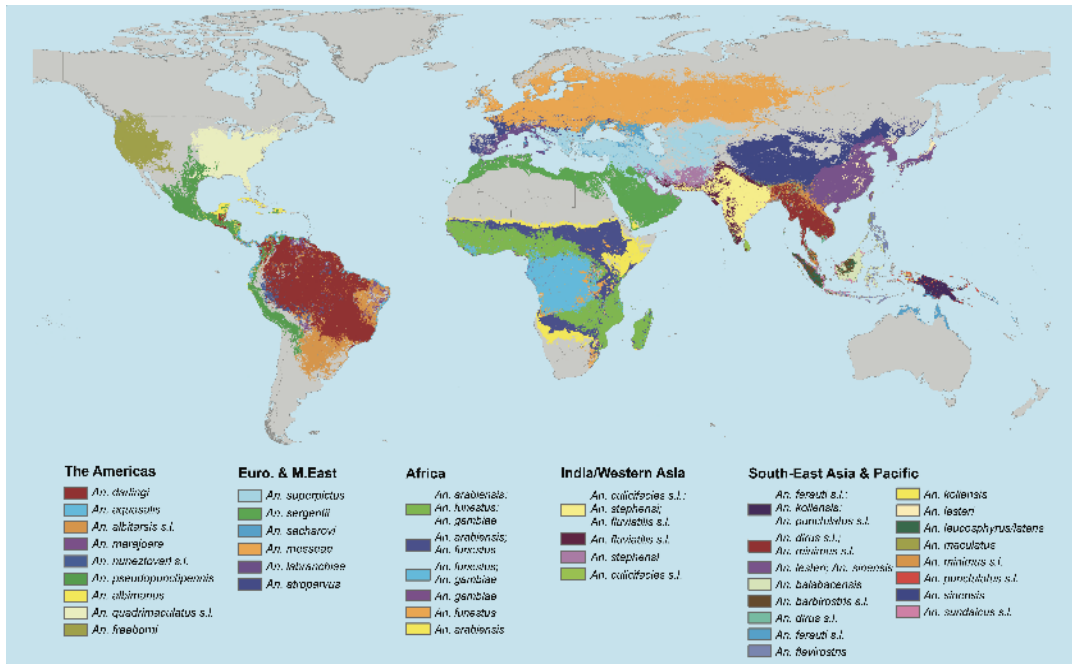 The Americas
An. darlingi
An. aquasalis
An. albitarsis s.l.
An. marajoara
An. nuneztovari s.l.
An. pseudopunctipennis
An. albimanus
An. quadrimaculatus s.l.
An. freeborni
Euro. & M.East
An. superpictus
An. sergentii
An. sacharovi
An. messeae
An. labranchiae
An. atroparvus
Africa
An. arabiensis;
An. funestus;
An. gambiae
An. arabiensis;
An. funestus
An. funestus;
An. gambiae
An. gambiae
An. funestus
An. arabiensis
India/Western Asia
An. culicifacies s.l.;
An. stephensi;
An. fluviatilis s.l.
An. fluviatilis s.l.
An. stephensi
An. culicifacies s.l.
South-East Asia & Pacific
An. farauti s.l.;
An. koliensis;
An. punctulatus s.l.
An. dirus s.l.;
An. minimus s.l.
An. lesteri; An. sinensis
An. balabacensis
An. barbirostris s.l.
An. dirus s.l.
An. farauti s.l.
An. flavirostris
An. koliensis
An. lesteri
An. leucosphyrus/latens
An. maculatus
An. minimus s.l.
An. punctulatus s.l.
An. sinensis
An. sundaicus s.l.